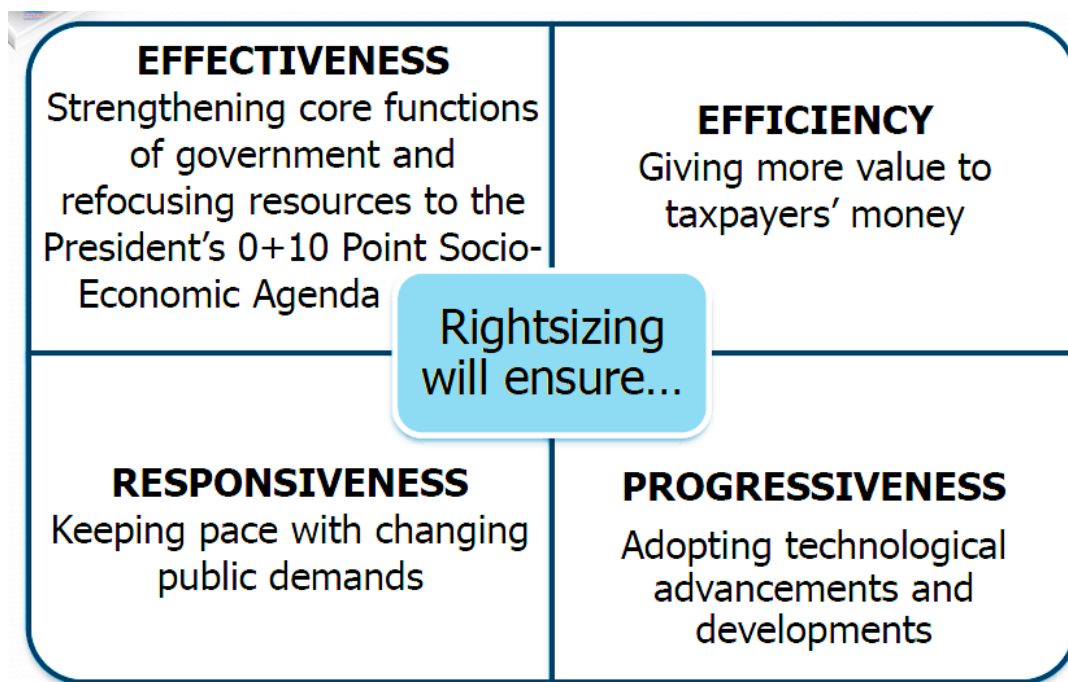 EFFECTIVENESS
Strengthening core functions
of government and
refocusing resources to the
President’s 0+10 Point Socio-
Economic Agenda
EFFICIENCY
Giving more value to
taxpayers’ money
Rightsizing
will ensure...
RESPONSIVENESS
Keeping pace with changing
public demands
PROGRESSIVENESS
Adopting technological
advancements and
developments